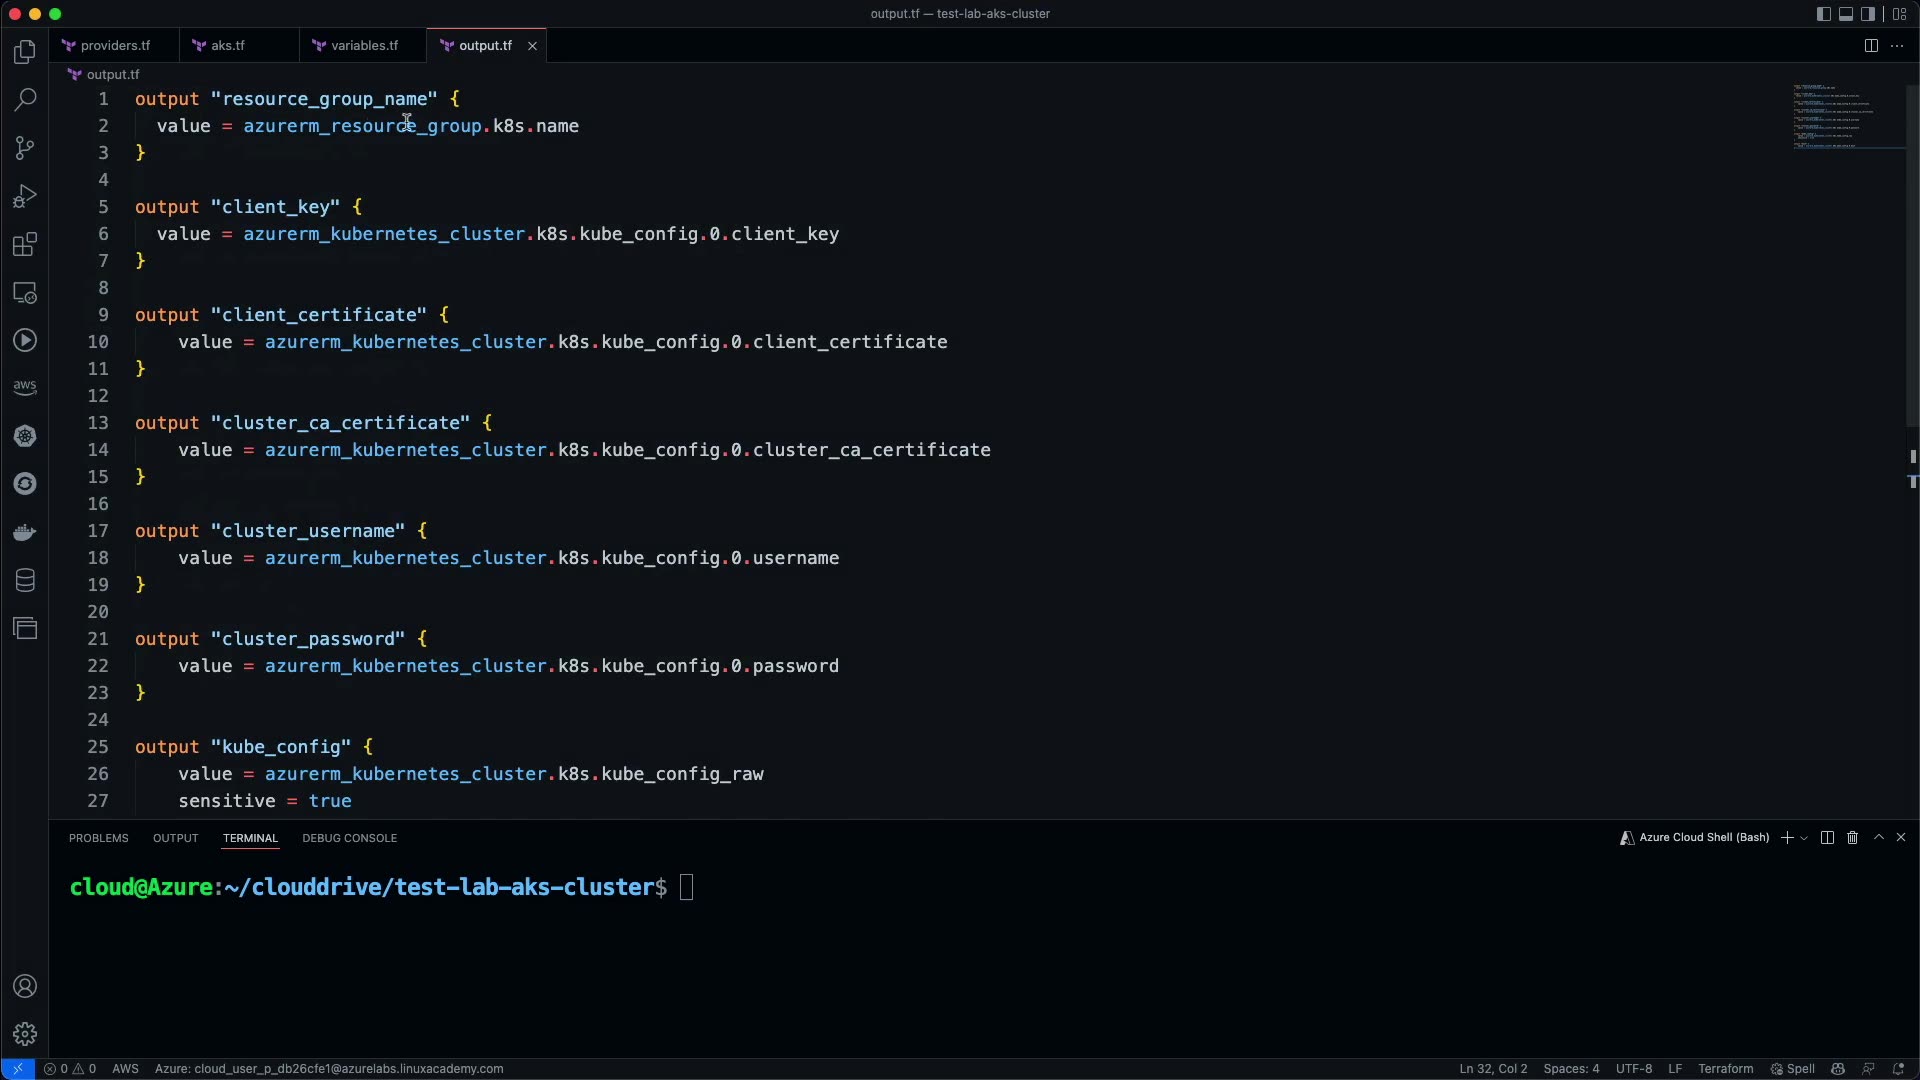 output.tf — test-lab-aks-cluster
providers.tf
aks.tf
variables.tf
output.tf
output.tf
1 output "resource_group_name" {
2 value = azurerm_resource_group.k8s.name
3 }
4
5 output "client_key" {
6 value = azurerm_kubernetes_cluster.k8s.kube_config.0.client_key
7 }
8
9 output "client_certificate" {
10 value = azurerm_kubernetes_cluster.k8s.kube_config.0.client_certificate
11 }
12
13 output "cluster_ca_certificate" {
14 value = azurerm_kubernetes_cluster.k8s.kube_config.0.cluster_ca_certificate
15 }
16
17 output "cluster_username" {
18 value = azurerm_kubernetes_cluster.k8s.kube_config.0.username
19 }
20
21 output "cluster_password" {
22 value = azurerm_kubernetes_cluster.k8s.kube_config.0.password
23 }
24
25 output "kube_config" {
26 value = azurerm_kubernetes_cluster.k8s.kube_config_raw
27 sensitive = true
aws
PROBLEMS OUTPUT TERMINAL DEBUG CONSOLE
Azure Cloud Shell (Bash)
cloud@Azure:~/clouddrive/test-lab-aks-cluster$
0 0 AWS Azure: cloud_user_p_db26cfe1@azurelabs.linuxacademy.com
Ln 32, Col 2 Spaces: 4 UTF-8 LF Terraform Spell